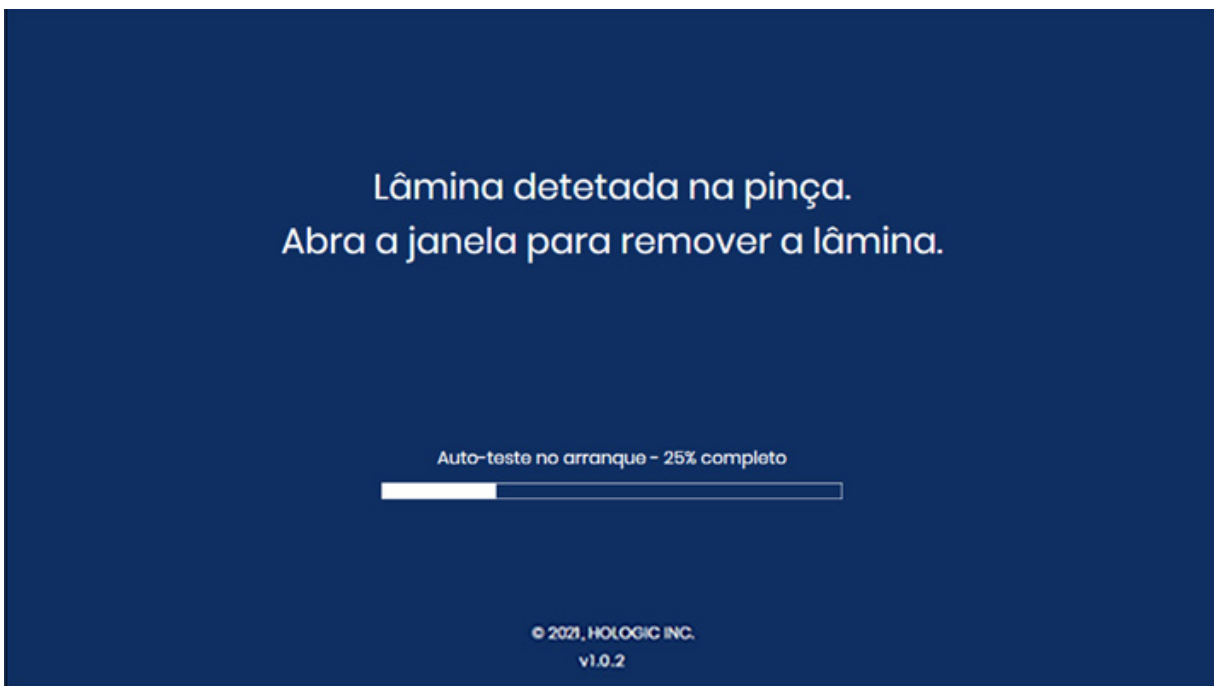 Lâmina detetada na pinça.
Abra a janela para remover a lâmina.
Auto-teste no arranque - 25% completo
© 2021, HOLOGIC INC.
v1.0.2